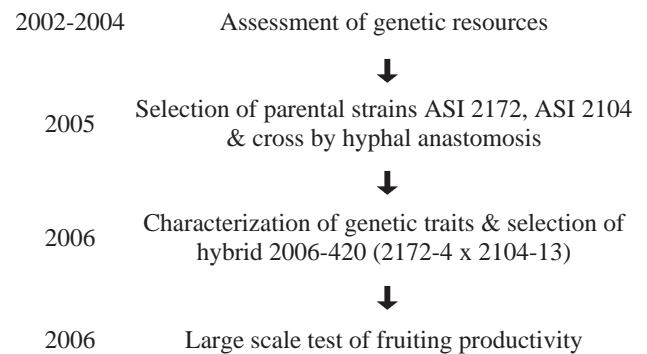 2002-2004 Assessment of genetic resources
Selection of parental strains ASI 2172, ASI 2104
2005
& cross by hyphal anastomosis
Characterization of genetic traits & selection of
2006
hybrid 2006-420 (2172-4 x 2104-13)
2006 Large scale test of fruiting productivity